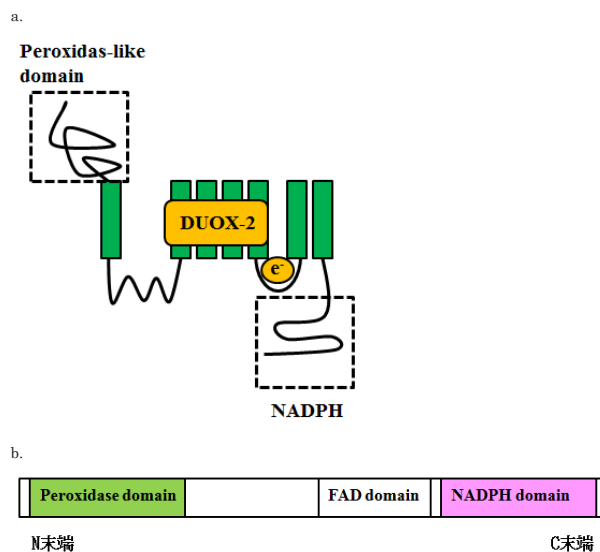 a.
Peroxidas-like
domain
DUOX-2
e-
NADPH
b.
Peroxidase domain
FAD domain
NADPH domain
N末端
C末端